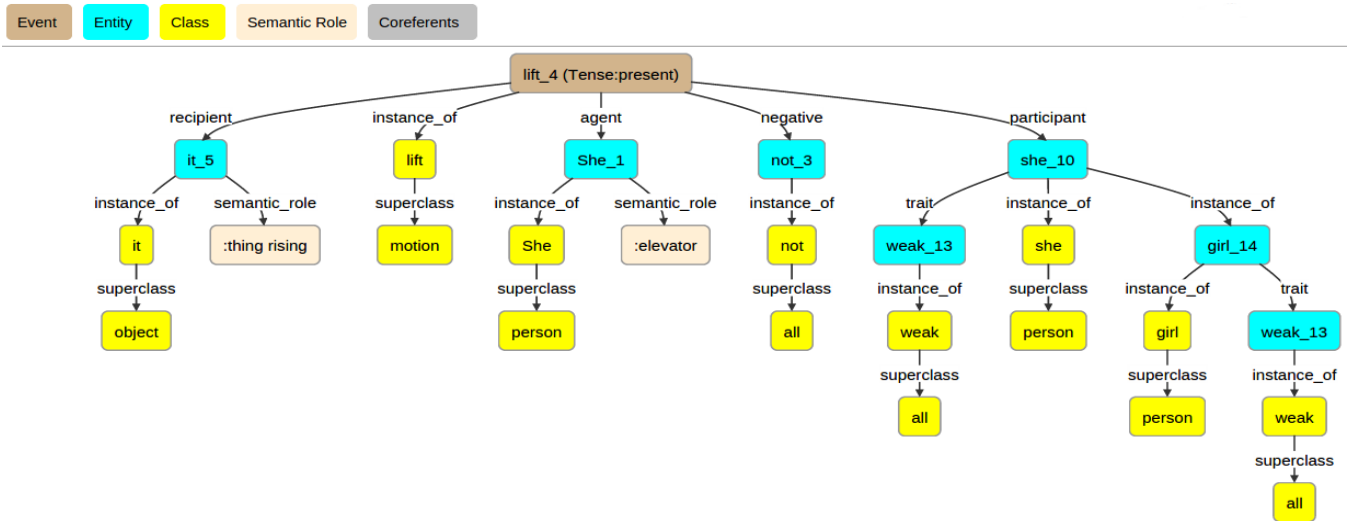 Event Entity Class Semantic Role Coreferents
lift_4 (Tense:present)
recipient instance_of agent negative participant
it_5 lift She_1 not_3 she_10
instance_of semantic_role superclass instance_of semantic_role instance_of trait instance_of instance_of
it :thing rising motion She :elevator not weak_13 she girl_14
superclass superclass superclass instance_of superclass instance_of trait
object person all weak person girl weak_13
superclass superclass instance_of
all person weak
superclass
all